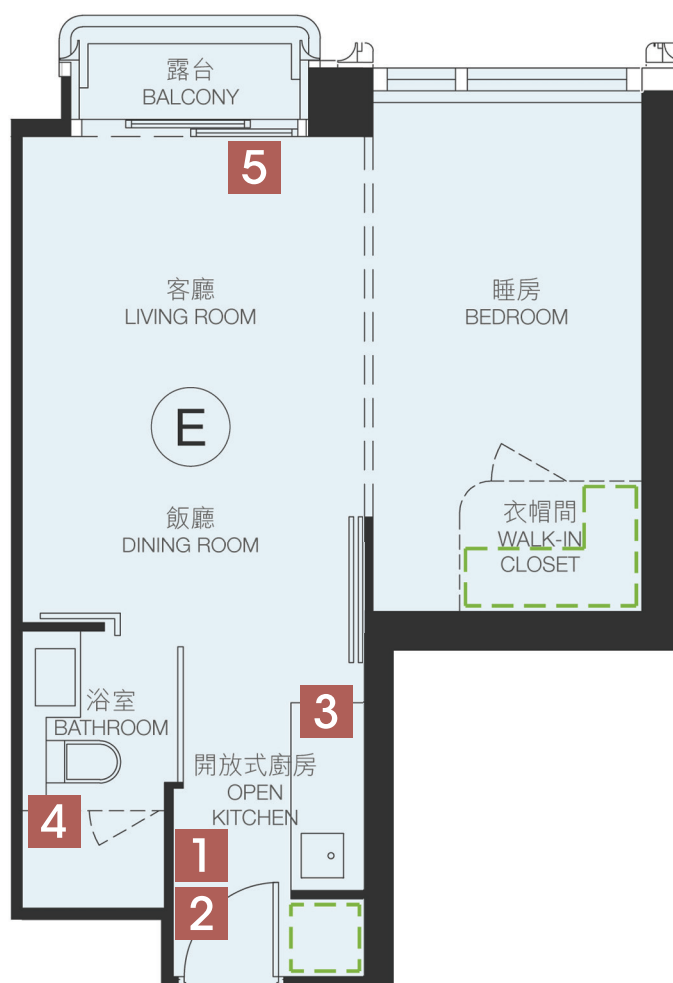 露台
BALCONY
5
客廳
LIVING ROOM
睡房
BEDROOM
E
飯廳
DINING ROOM
衣帽間
WALK-IN
CLOSET
浴室
BATHROOM
3
開放式廚房
OPEN
KITCHEN
4
1
2